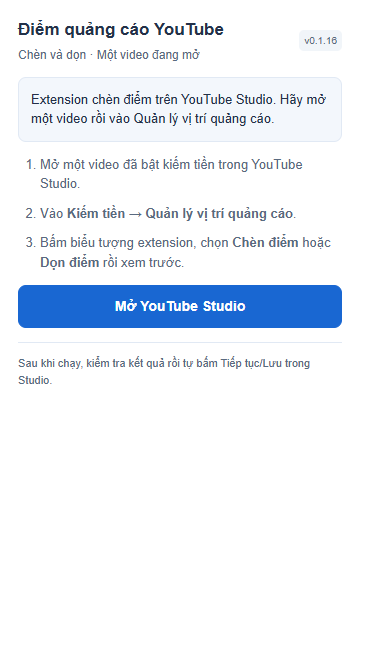 Điểm quảng cáo YouTube
v0.1.16
Chèn và dọn · Một video đang mở
Extension chèn điểm trên YouTube Studio. Hãy mở
một video rồi vào Quản lý vị trí quảng cáo.
1. Mở một video đã bật kiếm tiền trong YouTube
Studio.
2. Vào Kiếm tiền → Quản lý vị trí quảng cáo.
3. Bấm biểu tượng extension, chọn Chèn điểm hoặc
Dọn điểm rồi xem trước.
Mở YouTube Studio
Sau khi chạy, kiểm tra kết quả rồi tự bấm Tiếp tục/Lưu trong
Studio.